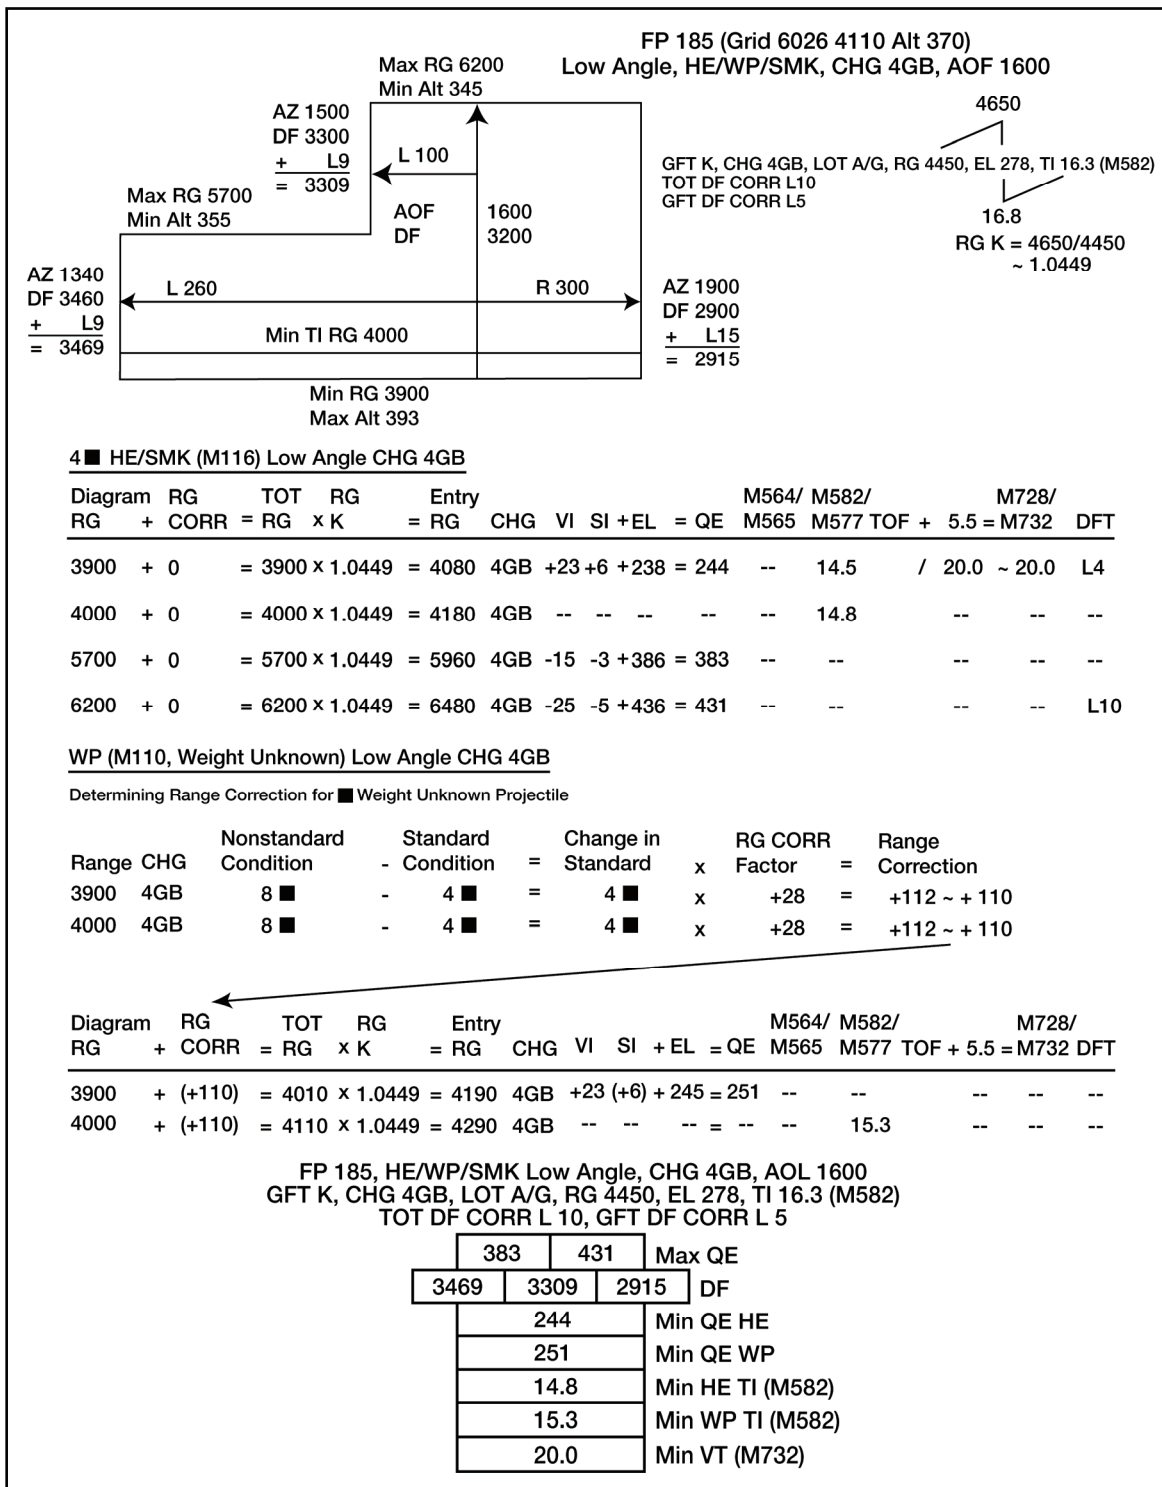 FP 185 (Grid 6026 4110 Alt 370)
Low Angle, HE/WP/SMK, CHG 4GB, AOF 1600
Max RG 6200
Min Alt 345
AZ 1500
DF 3300
+ L9
= 3309
L 100
4650
GFT K, CHG 4GB, LOT A/G, RG 4450, EL 278, TI 16.3 (M582)
TOT DF CORR L10
GFT DF CORR L5
16.8
RG K = 4650/4450
~ 1.0449
Max RG 5700
Min Alt 355
AOF 1600
DF 3200
AZ 1340
DF 3460
+ L9
= 3469
L 260
R 300
AZ 1900
DF 2900
+ L15
= 2915
Min TI RG 4000
Min RG 3900
Max Alt 393
4■ HE/SMK (M116) Low Angle CHG 4GB
Diagram RG TOT RG Entry M564/ M582/ M728/
RG + CORR = RG x K = RG CHG VI SI + EL = QE M565 M577 TOF + 5.5 = M732 DFT
3900 + 0 = 3900 x 1.0449 = 4080 4GB +23 +6 +238 = 244 -- 14.5 / 20.0 ~ 20.0 L4
4000 + 0 = 4000 x 1.0449 = 4180 4GB -- -- -- -- -- 14.8 -- -- --
5700 + 0 = 5700 x 1.0449 = 5960 4GB -15 -3 +386 = 383 -- -- -- -- --
6200 + 0 = 6200 x 1.0449 = 6480 4GB -25 -5 +436 = 431 -- -- -- -- L10
WP (M110, Weight Unknown) Low Angle CHG 4GB
Determining Range Correction for ■ Weight Unknown Projectile
Nonstandard Standard Change in RG CORR Range
Range CHG Condition - Condition = Standard x Factor = Correction
3900 4GB 8 ■ - 4 ■ = 4 ■ x +28 = +112 ~ + 110
4000 4GB 8 ■ - 4 ■ = 4 ■ x +28 = +112 ~ + 110
Diagram RG TOT RG Entry M564/ M582/ M728/
RG + CORR = RG x K = RG CHG VI SI + EL = QE M565 M577 TOF + 5.5 = M732 DFT
3900 + (+110) = 4010 x 1.0449 = 4190 4GB +23 (+6) + 245 = 251 -- -- -- -- --
4000 + (+110) = 4110 x 1.0449 = 4290 4GB -- -- -- = -- -- 15.3 -- -- --
FP 185, HE/WP/SMK Low Angle, CHG 4GB, AOL 1600
GFT K, CHG 4GB, LOT A/G, RG 4450, EL 278, TI 16.3 (M582)
TOT DF CORR L 10, GFT DF CORR L 5
383 431 Max QE
3469 3309 2915 DF
244 Min QE HE
251 Min QE WP
14.8 Min HE TI (M582)
15.3 Min WP TI (M582)
20.0 Min VT (M732)